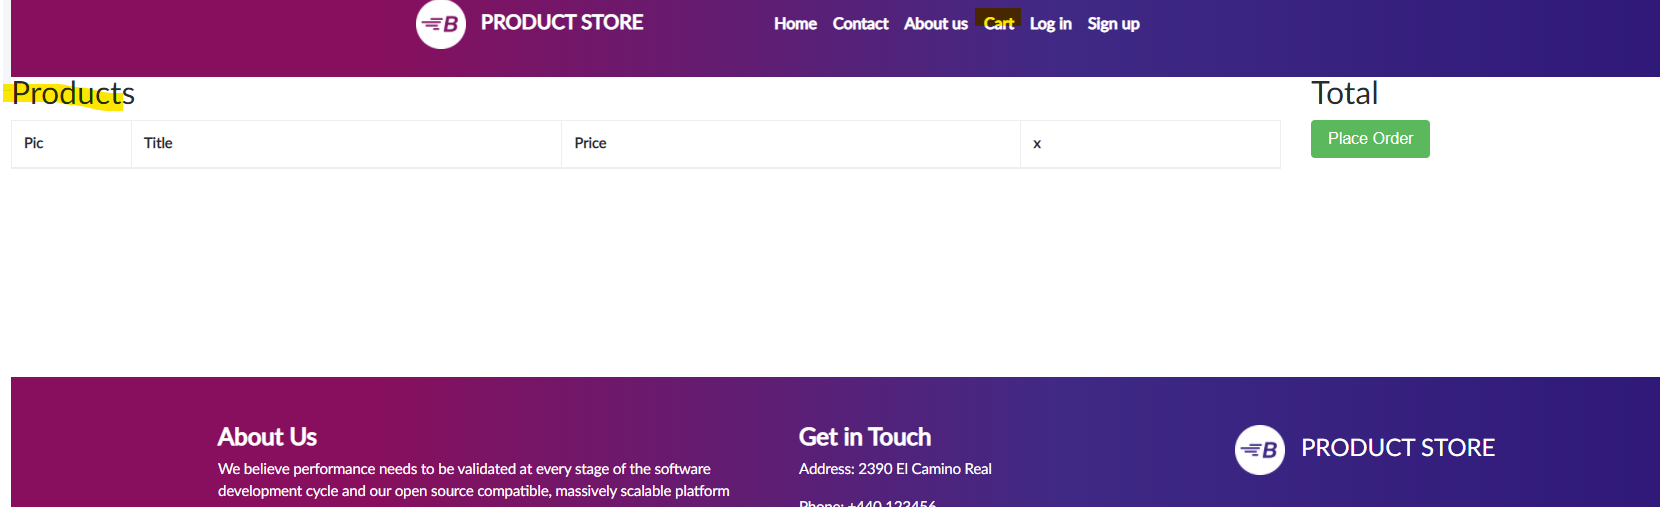 B PRODUCT STORE Home Contact About us Cart Log in Sign up
Products
Total
Pic Title Price x
Place Order
About Us
We believe performance needs to be validated at every stage of the software
development cycle and our open source compatible, massively scalable platform
Get in Touch
Address: 2390 El Camino Real
Phone: +440 123456
B PRODUCT STORE